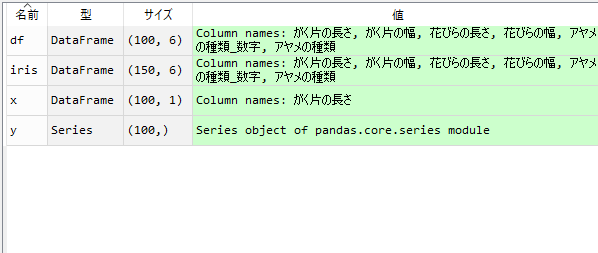 名前 型 サイズ 値
df DataFrame (100, 6) Column names: がく片の長さ, がく片の幅, 花びらの長さ, 花びらの幅, アヤメ
の種類_数字, アヤメの種類
iris DataFrame (150, 6) Column names: がく片の長さ, がく片の幅, 花びらの長さ, 花びらの幅, アヤメ
の種類_数字, アヤメの種類
x DataFrame (100, 1) Column names: がく片の長さ
y Series (100,) Series object of pandas.core.series module